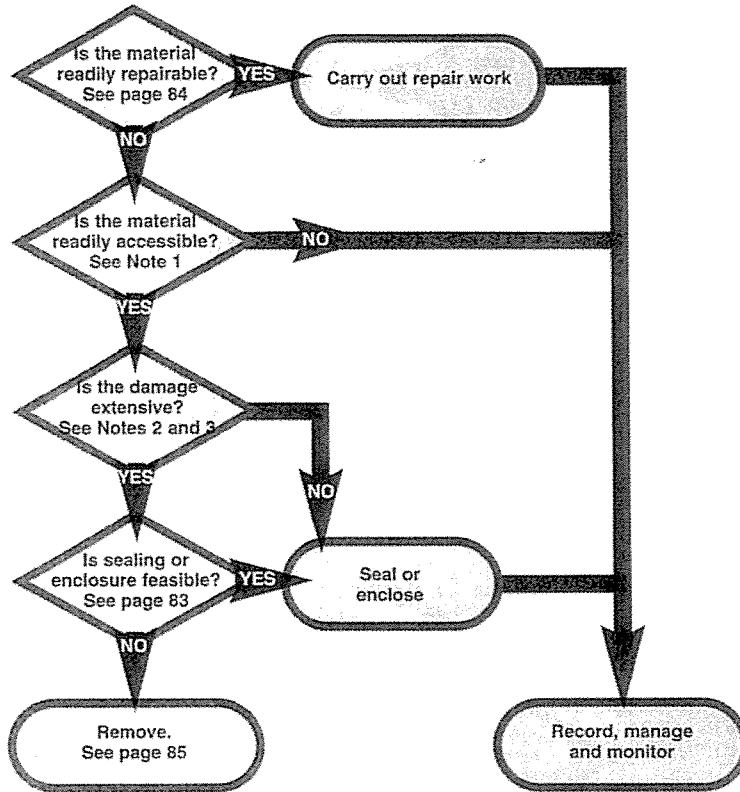 Is the material
readily repairable?
See page 84
YES
Carry out repair work
NO
Is the material
readily accessible?
See Note 1
NO
YES
Is the damage
extensive?
See Notes 2 and 3
NO
YES
Is sealing or
enclosure feasible?
See page 83
YES
Seal or
enclose
NO
Remove.
See page 85
Record, manage
and monitor